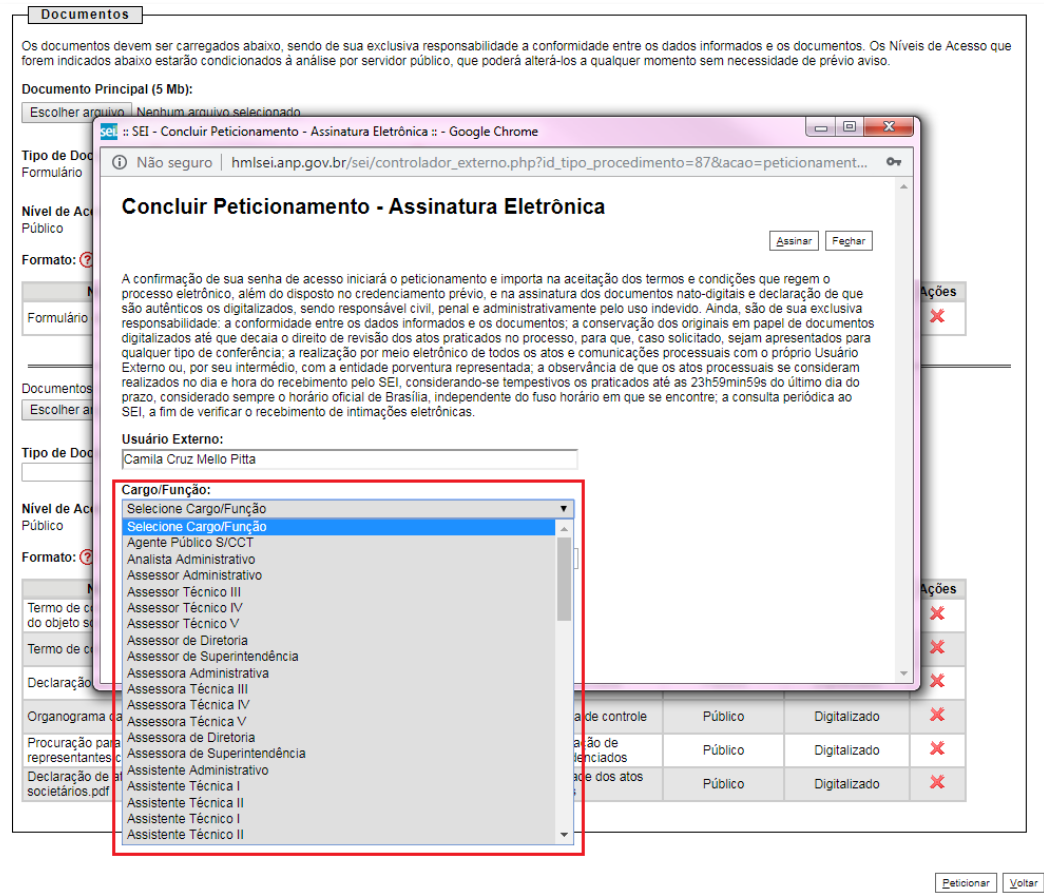 Documentos
Os documentos devem ser carregados abaixo, sendo de sua exclusiva responsabilidade a conformidade entre os dados informados e os documentos. Os Níveis de Acesso que
forem indicados abaixo estarão condicionados à análise por servidor público, que poderá alterá-los a qualquer momento sem necessidade de prévio aviso.
Documento Principal (5 Mb):
Escolher arquivo Nenhum arquivo selecionado
sei :: SEI - Concluir Peticionamento - Assinatura Eletrônica :: - Google Chrome
Não seguro | hmlsei.anp.gov.br/sei/controlador_externo.php?id_tipo_procedimento=87&acao=peticionament...
Tipo de Doc
Formulário
Nível de Ace
Público
Formato:
Ações
Formulário
Concluir Peticionamento - Assinatura Eletrônica
Assinar Fechar
A confirmação de sua senha de acesso iniciará o peticionamento e importa na aceitação dos termos e condições que regem o
processo eletrônico, além do disposto no credenciamento prévio, e na assinatura dos documentos nato-digitais e declaração de que
são autênticos os digitalizados, sendo responsável civil, penal e administrativamente pelo uso indevido. Ainda, são de sua exclusiva
responsabilidade: a conformidade entre os dados informados e os documentos; a conservação dos originais em papel de documentos
digitalizados até que decaia o direito de revisão dos atos praticados no processo, para que, caso solicitado, sejam apresentados para
qualquer tipo de conferência; a realização por meio eletrônico de todos os atos e comunicações processuais com o próprio Usuário
Externo ou, por seu intermédio, com a entidade porventura representada; a observância de que os atos processuais se consideram
realizados no dia e hora do recebimento pelo SEI, considerando-se tempestivos os praticados até as 23h59min59s do último dia do
prazo, considerado sempre o horário oficial de Brasília, independente do fuso horário em que se encontre; a consulta periódica ao
SEI, a fim de verificar o recebimento de intimações eletrônicas.
Usuário Externo:
Camila Cruz Mello Pitta
Cargo/Função:
Selecione Cargo/Função
Selecione Cargo/Função
Agente Público S/CCT
Analista Administrativo
Assessor Administrativo
Assessor Técnico III
Assessor Técnico IV
Assessor Técnico V
Assessor de Diretoria
Assessor de Superintendência
Assessora Administrativa
Assessora Técnica III
Assessora Técnica IV
Assessora Técnica V
Assessora de Diretoria
Assessora de Superintendência
Assistente Administrativo
Assistente Técnica I
Assistente Técnica II
Assistente Técnico I
Assistente Técnico II
Documentos
Escolher ar
Tipo de Doc
Nível de Ace
Público
Formato:
Ações
Termo de co
do objeto so
Termo de co
Declaração
Organograma da a de controle Público Digitalizado
Procuração para ação de
representantes c denciados Público Digitalizado
Declaração de at ade dos atos
societários.pdf s Público Digitalizado
Peticionar Voltar